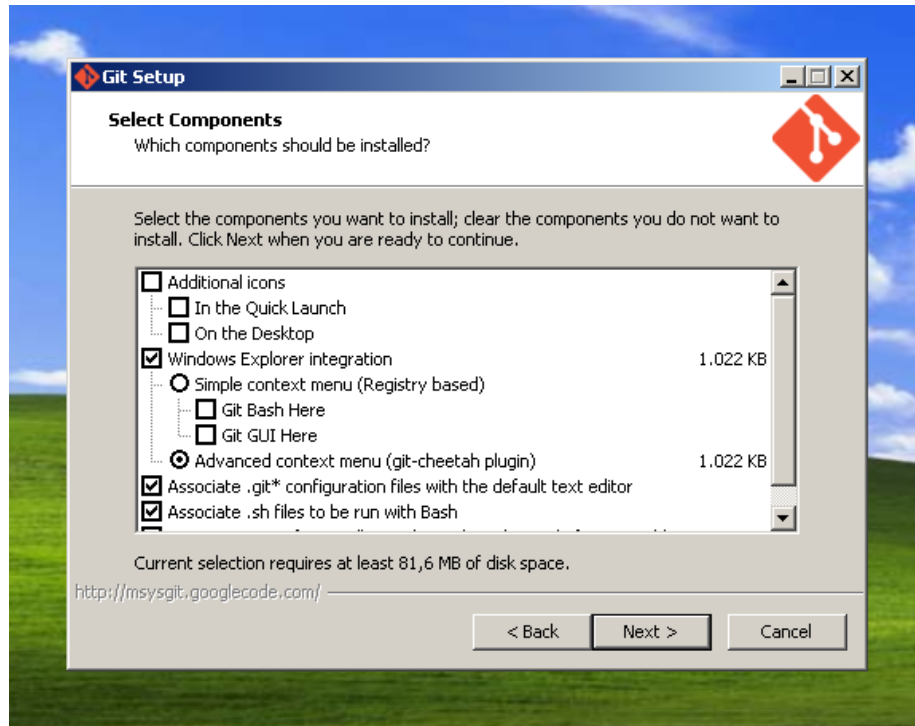 Git Setup
Select Components
Which components should be installed?
Select the components you want to install; clear the components you do not want to
install. Click Next when you are ready to continue.
Additional icons
In the Quick Launch
On the Desktop
Windows Explorer integration 1.022 KB
Simple context menu (Registry based)
Git Bash Here
Git GUI Here
Advanced context menu (git-cheetah plugin) 1.022 KB
Associate .git* configuration files with the default text editor
Associate .sh files to be run with Bash
Current selection requires at least 81,6 MB of disk space.
http://msysgit.googlecode.com/
< Back Next > Cancel